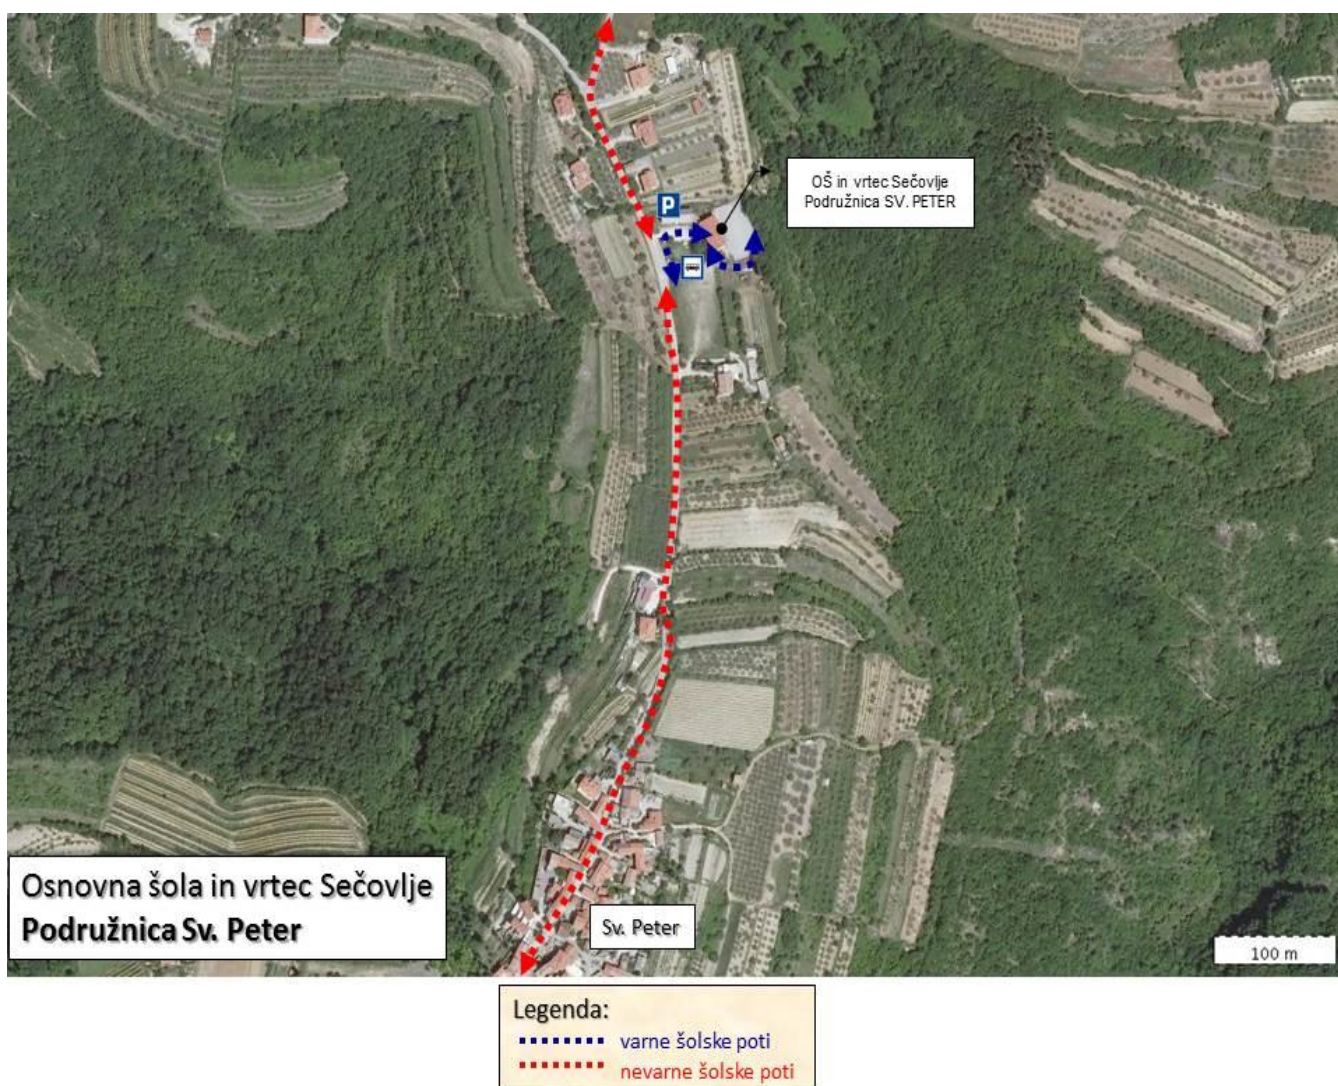 P
OŠ in vrtec Sečovlje
Podružnica SV. PETER
Osnovna šola in vrtec Sečovlje
Podružnica Sv. Peter
Sv. Peter
100 m
Legenda:
varne šolske poti
nevarne šolske poti